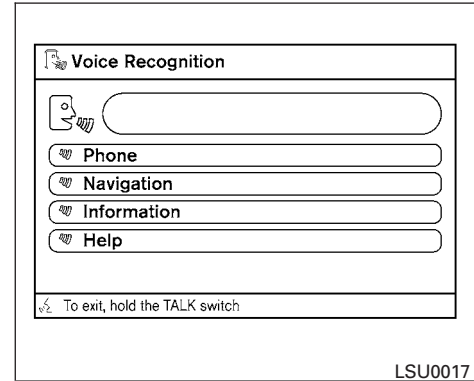 Voice Recognition
Phone
Navigation
Information
Help
To exit, hold the TALK switch
LSU0017